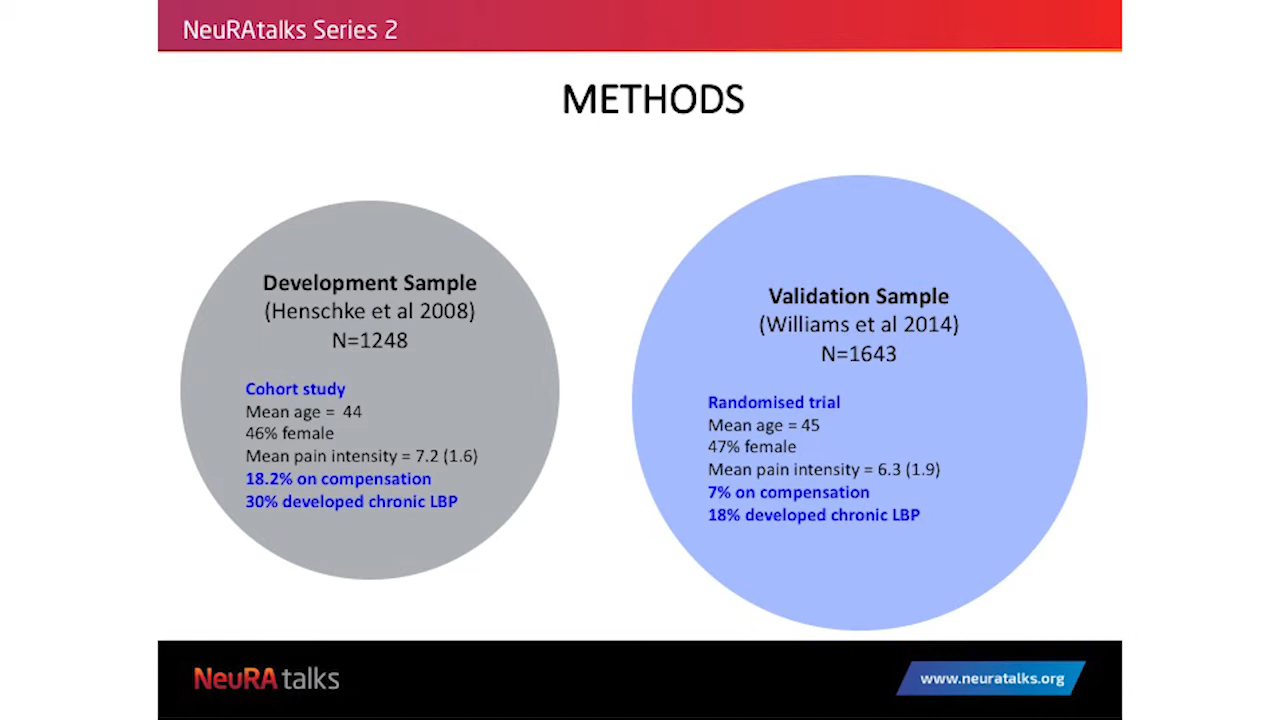 NeuRAtalks Series 2
METHODS
Development Sample
(Henschke et al 2008)
N=1248
Cohort study
Mean age = 44
46% female
Mean pain intensity = 7.2 (1.6)
18.2% on compensation
30% developed chronic LBP
Validation Sample
(Williams et al 2014)
N=1643
Randomised trial
Mean age = 45
47% female
Mean pain intensity = 6.3 (1.9)
7% on compensation
18% developed chronic LBP
NeuRA talks
www.neuratalks.org